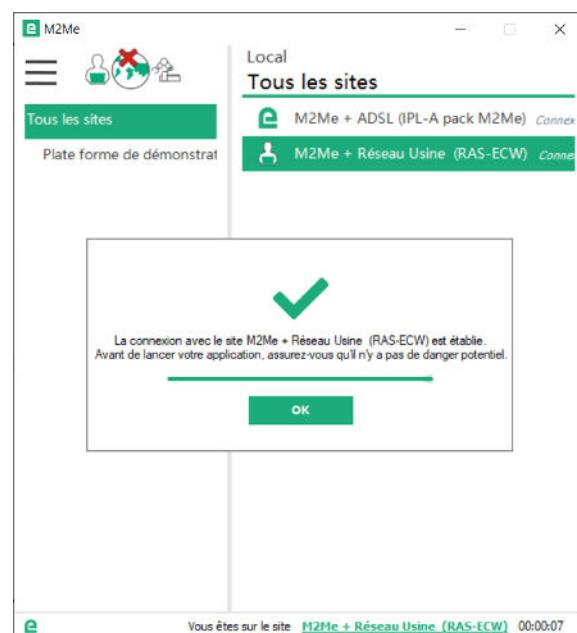 M2Me
Local
Tous les sites
Tous les sites
Plate forme de démonstrat
M2Me + ADSL (IPL-A pack M2Me) Connex
M2Me + Réseau Usine (RAS-ECW) Connex
La connexion avec le site M2Me + Réseau Usine (RAS-ECW) est établie.
Avant de lancer votre application, assurez-vous qu'il n'y a pas de danger potentiel.
OK
Vous êtes sur le site M2Me + Réseau Usine (RAS-ECW) 00:00:07